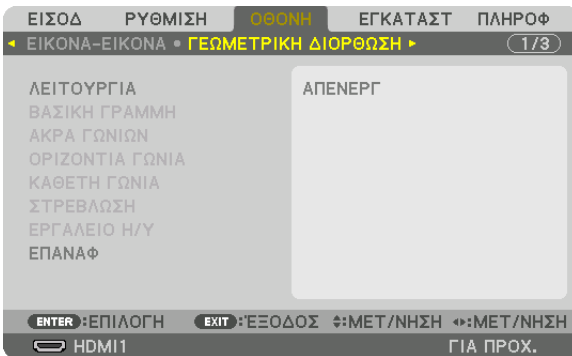 ΕΙΣΟΔ ΡΥΘΜΙΣΗ ΟΘΟΝΗ ΕΓΚΑΤΑΣΤ ΠΛΗΡΟΦ
ΕΙΚΟΝΑ-ΕΙΚΟΝΑ • ΓΕΩΜΕΤΡΙΚΗ ΔΙΟΡΘΩΣΗ 1/3
ΛΕΙΤΟΥΡΓΙΑ ΑΠΕΝΕΡΓ
ΒΑΣΙΚΗ ΓΡΑΜΜΗ
ΑΚΡΑ ΓΩΝΙΩΝ
ΟΡΙΖΟΝΤΙΑ ΓΩΝΙΑ
ΚΑΘΕΤΗ ΓΩΝΙΑ
ΣΤΡΕΒΛΩΣΗ
ΕΡΓΑΛΕΙΟ Η/Υ
ΕΠΑΝΑΦ
ENTER :ΕΠΙΛΟΓΗ EXIT :ΈΞΟΔΟΣ :ΜΕΤ/ΝΗΣΗ :ΜΕΤ/ΝΗΣΗ
HDMI1 ΓΙΑ ΠΡΟΧ.